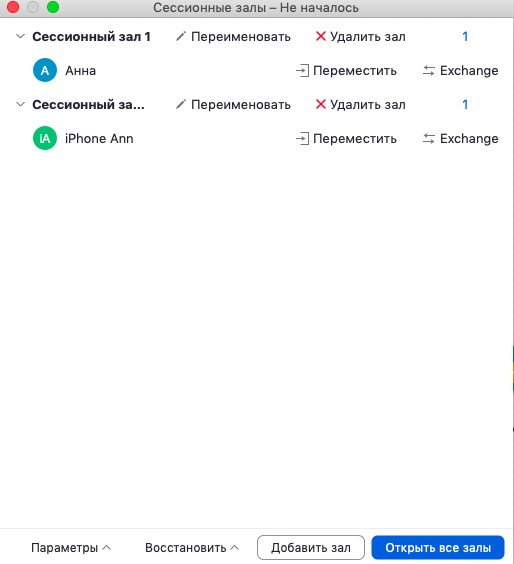 Сессионные залы – Не началось
Сессионный зал 1 Переименовать Удалить зал 1
А Анна Переместить Exchange
Сессионный за... Переименовать Удалить зал 1
iA iPhone Ann Переместить Exchange
Параметры Восстановить Добавить зал Открыть все залы